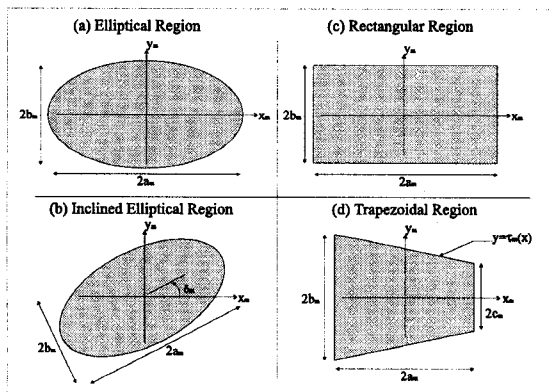 (a) Elliptical Region
yₘ
2bₘ
xₘ
2aₘ
(c) Rectangular Region
yₘ
2bₘ
xₘ
2aₘ
(b) Inclined Elliptical Region
yₘ
δₘ
xₘ
2bₘ
2aₘ
(d) Trapezoidal Region
yₘ
y=τₘ(x)
2bₘ
xₘ
2cₘ
2aₘ